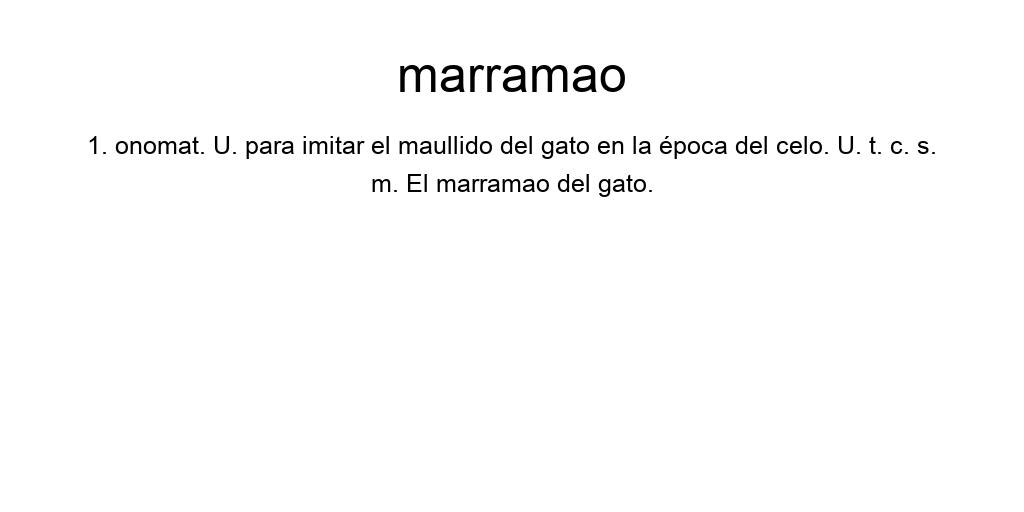 marramao
1. onomat. U. para imitar el maullido del gato en la época del celo. U. t. c. s.
m. El marramao del gato.